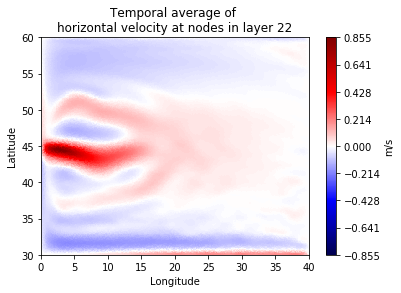 Temporal average of
horizontal velocity at nodes in layer 22
60
55
50
45
40
35
30
Latitude
0 5 10 15 20 25 30 35 40
Longitude
0.855
0.641
0.428
0.214
0.000
−0.214
−0.428
−0.641
−0.855
m/s